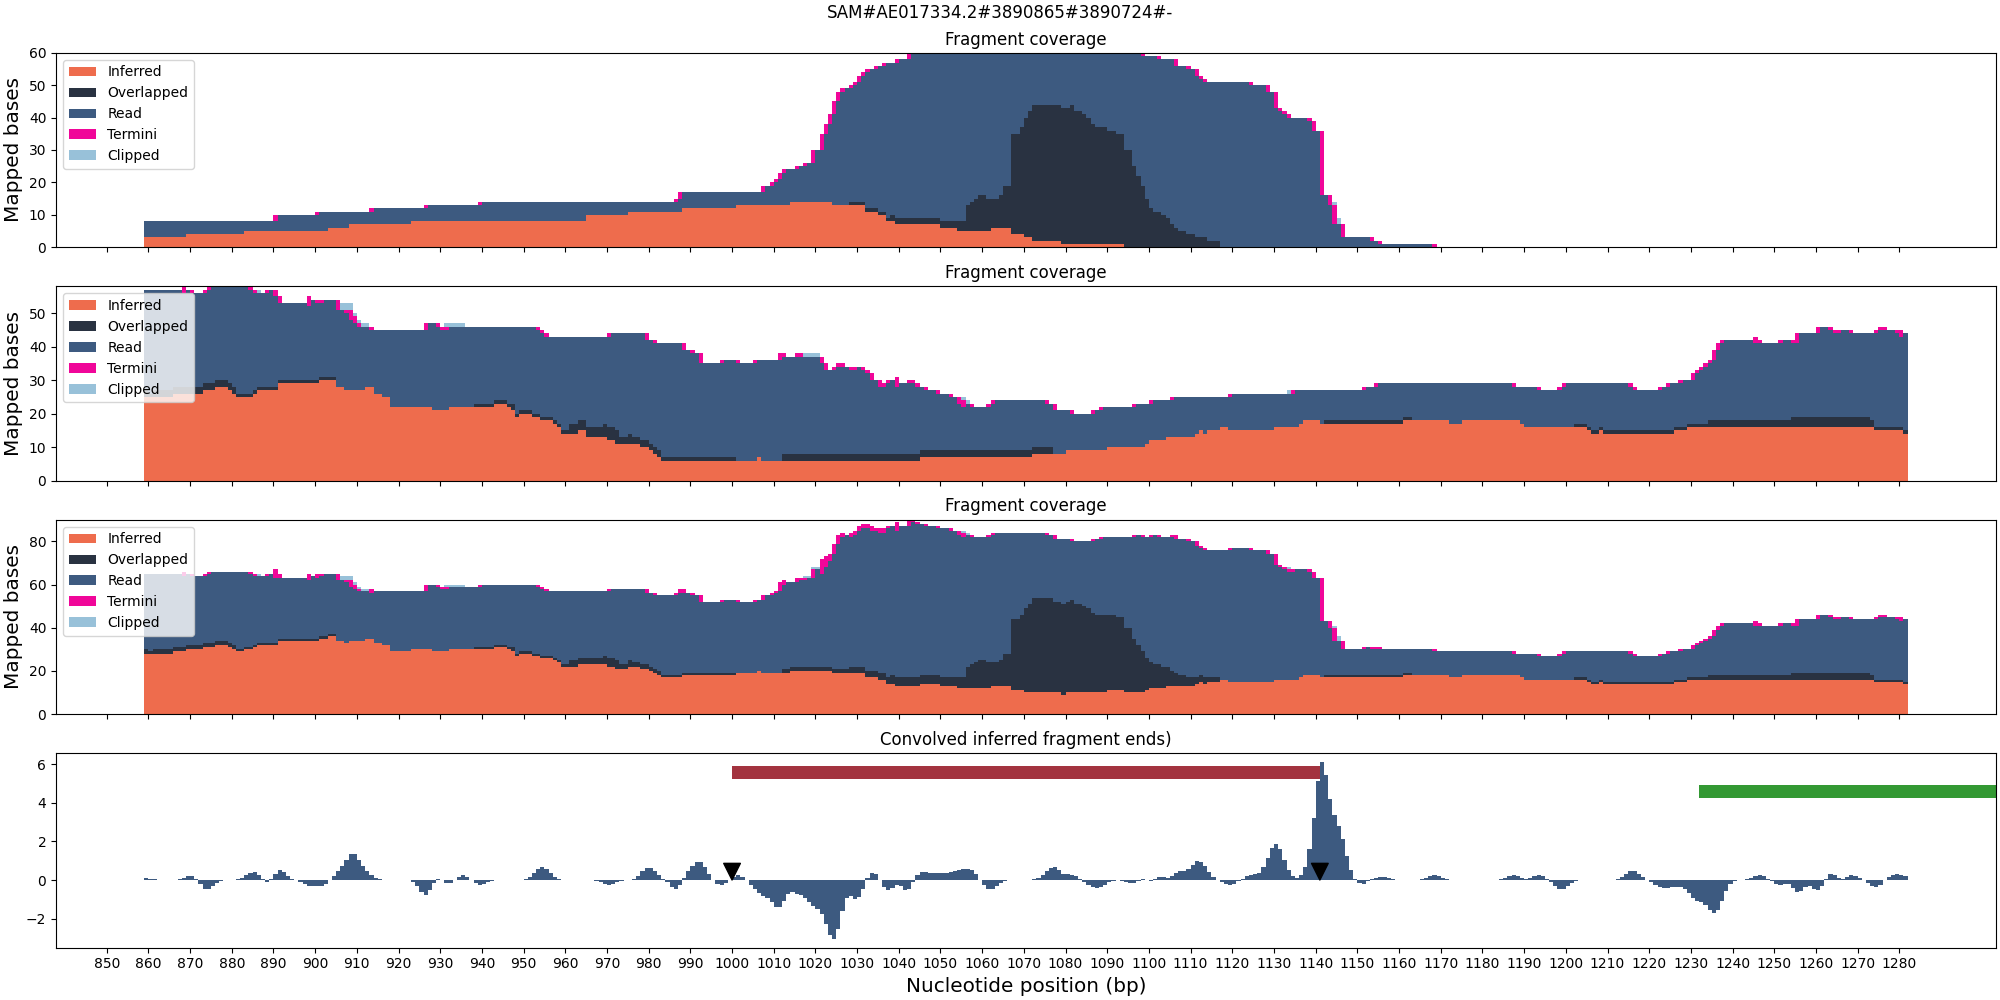 SAM#AE017334.2#3890865#3890724#-
Fragment coverage
Mapped bases
60
50
40
30
20
10
0
Inferred
Overlapped
Read
Termini
Clipped
Fragment coverage
Mapped bases
50
40
30
20
10
0
Inferred
Overlapped
Read
Termini
Clipped
Fragment coverage
Mapped bases
80
60
40
20
0
Inferred
Overlapped
Read
Termini
Clipped
Convolved inferred fragment ends)
6
4
2
0
−2
850 860 870 880 890 900 910 920 930 940 950 960 970 980 990 1000 1010 1020 1030 1040 1050 1060 1070 1080 1090 1100 1110 1120 1130 1140 1150 1160 1170 1180 1190 1200 1210 1220 1230 1240 1250 1260 1270 1280
Nucleotide position (bp)